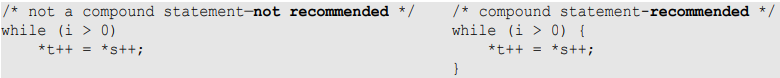 /* not a compound statement—not recommended */
while (i > 0)
    *t++ = *s++;
/* compound statement-recommended */
while (i > 0) {
    *t++ = *s++;
}